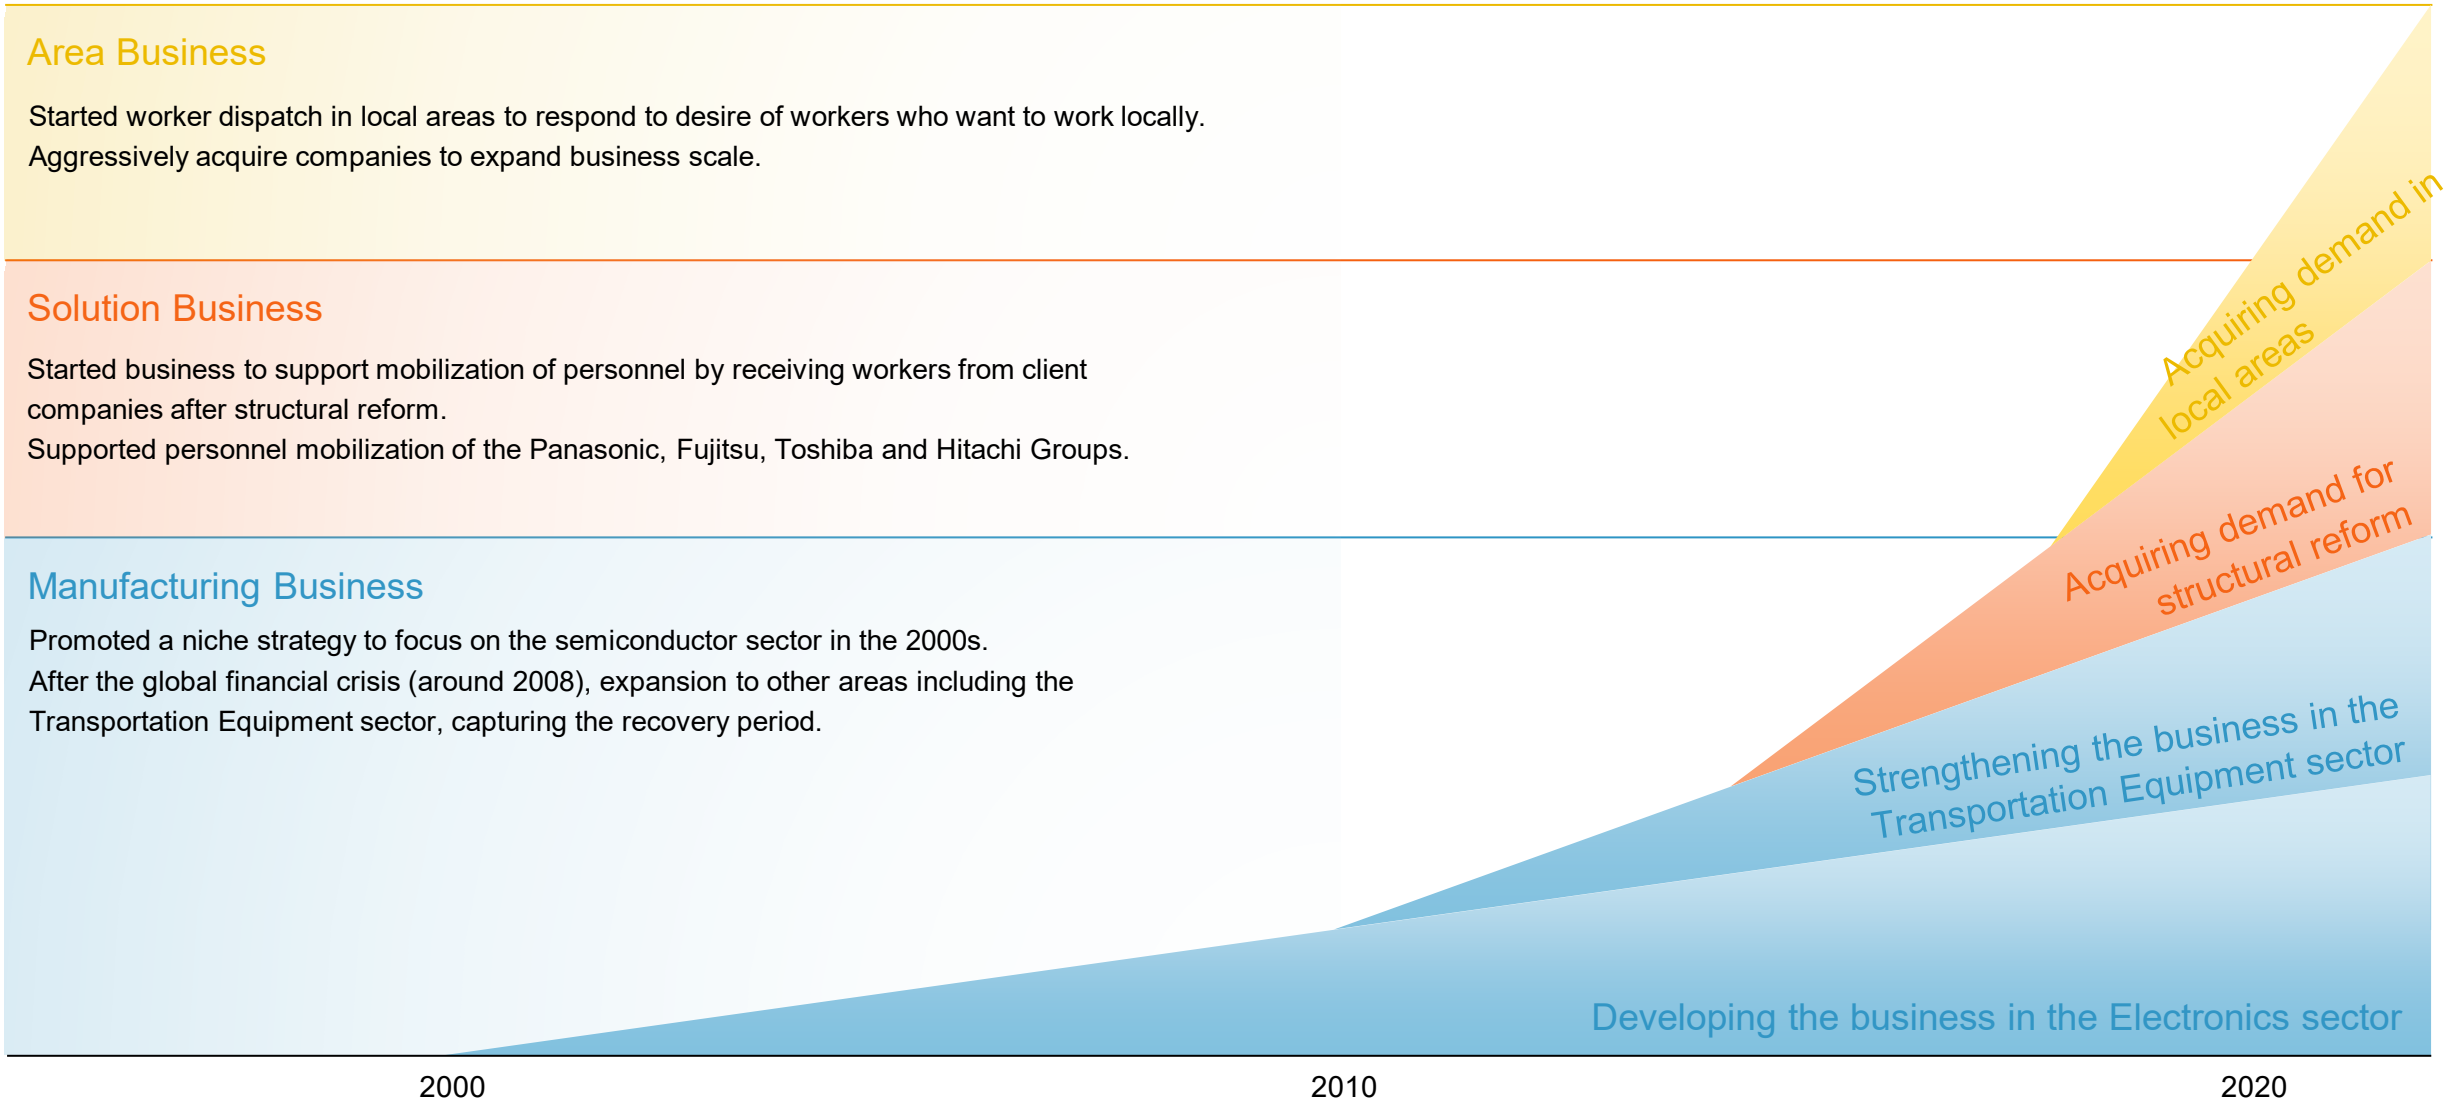 Area Business
Started worker dispatch in local areas to respond to desire of workers who want to work locally.
Aggressively acquire companies to expand business scale.
Acquiring demand in
local areas
Solution Business
Started business to support mobilization of personnel by receiving workers from client
companies after structural reform.
Supported personnel mobilization of the Panasonic, Fujitsu, Toshiba and Hitachi Groups.
Acquiring demand for
structural reform
Manufacturing Business
Promoted a niche strategy to focus on the semiconductor sector in the 2000s.
After the global financial crisis (around 2008), expansion to other areas including the
Transportation Equipment sector, capturing the recovery period.
Strengthening the business in the
Transportation Equipment sector
Developing the business in the Electronics sector
2000
2010
2020